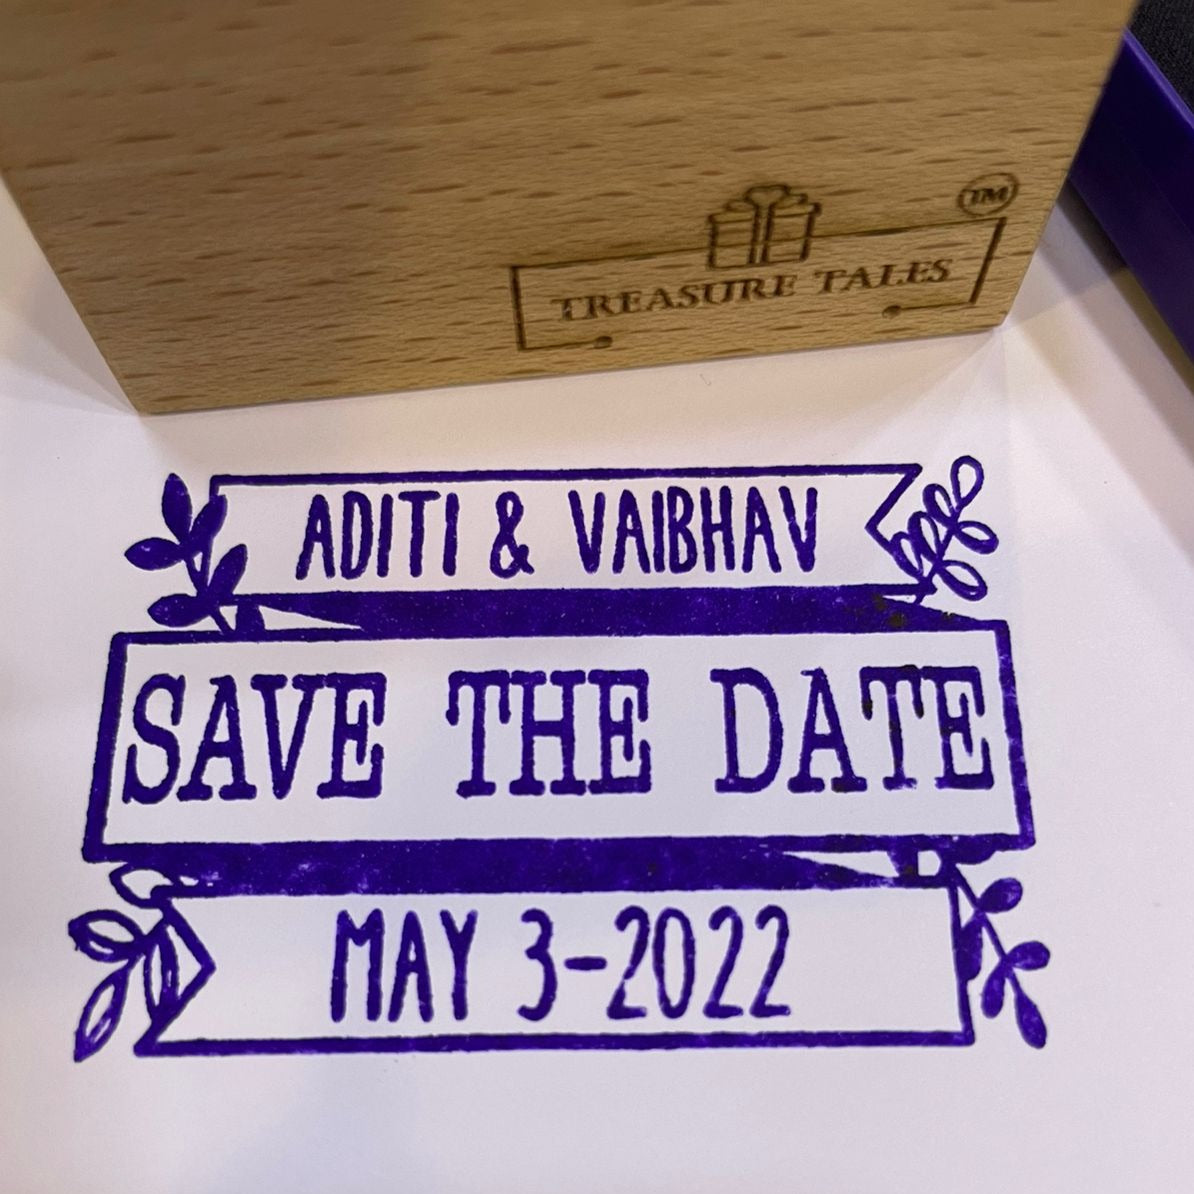 TM
TREASURE TALES
ADITI & VAIBHAV
SAVE THE DATE
MAY 3-2022